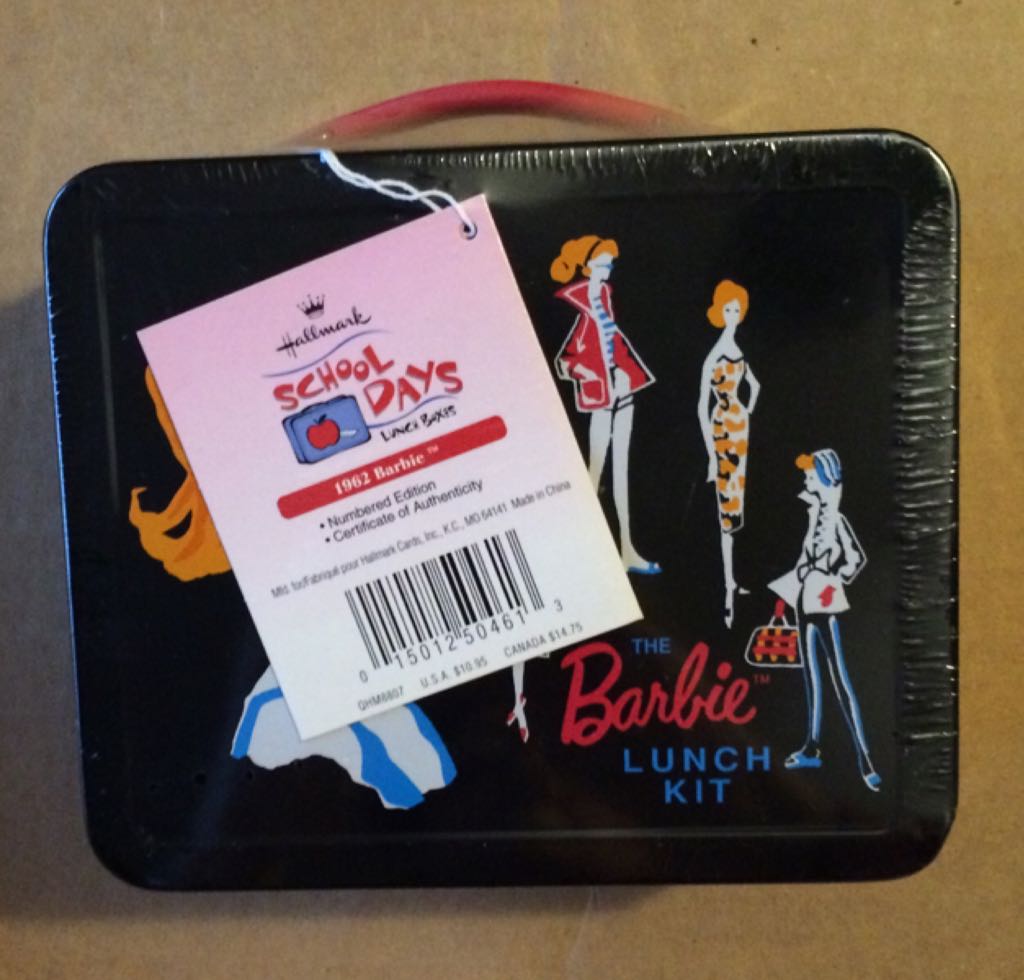 Hallmark
SCHOOL
DAYS
LUNCH BOXES
1962 Barbie™
• Numbered Edition
• Certificate of Authenticity
Mfd. for/Fabriqué pour Hallmark Cards, Inc., K.C., MO 64141 Made in China
0 15012 50461 3
QHM8807 U.S.A. $10.95 CANADA $14.75
THE
Barbie™
LUNCH
KIT